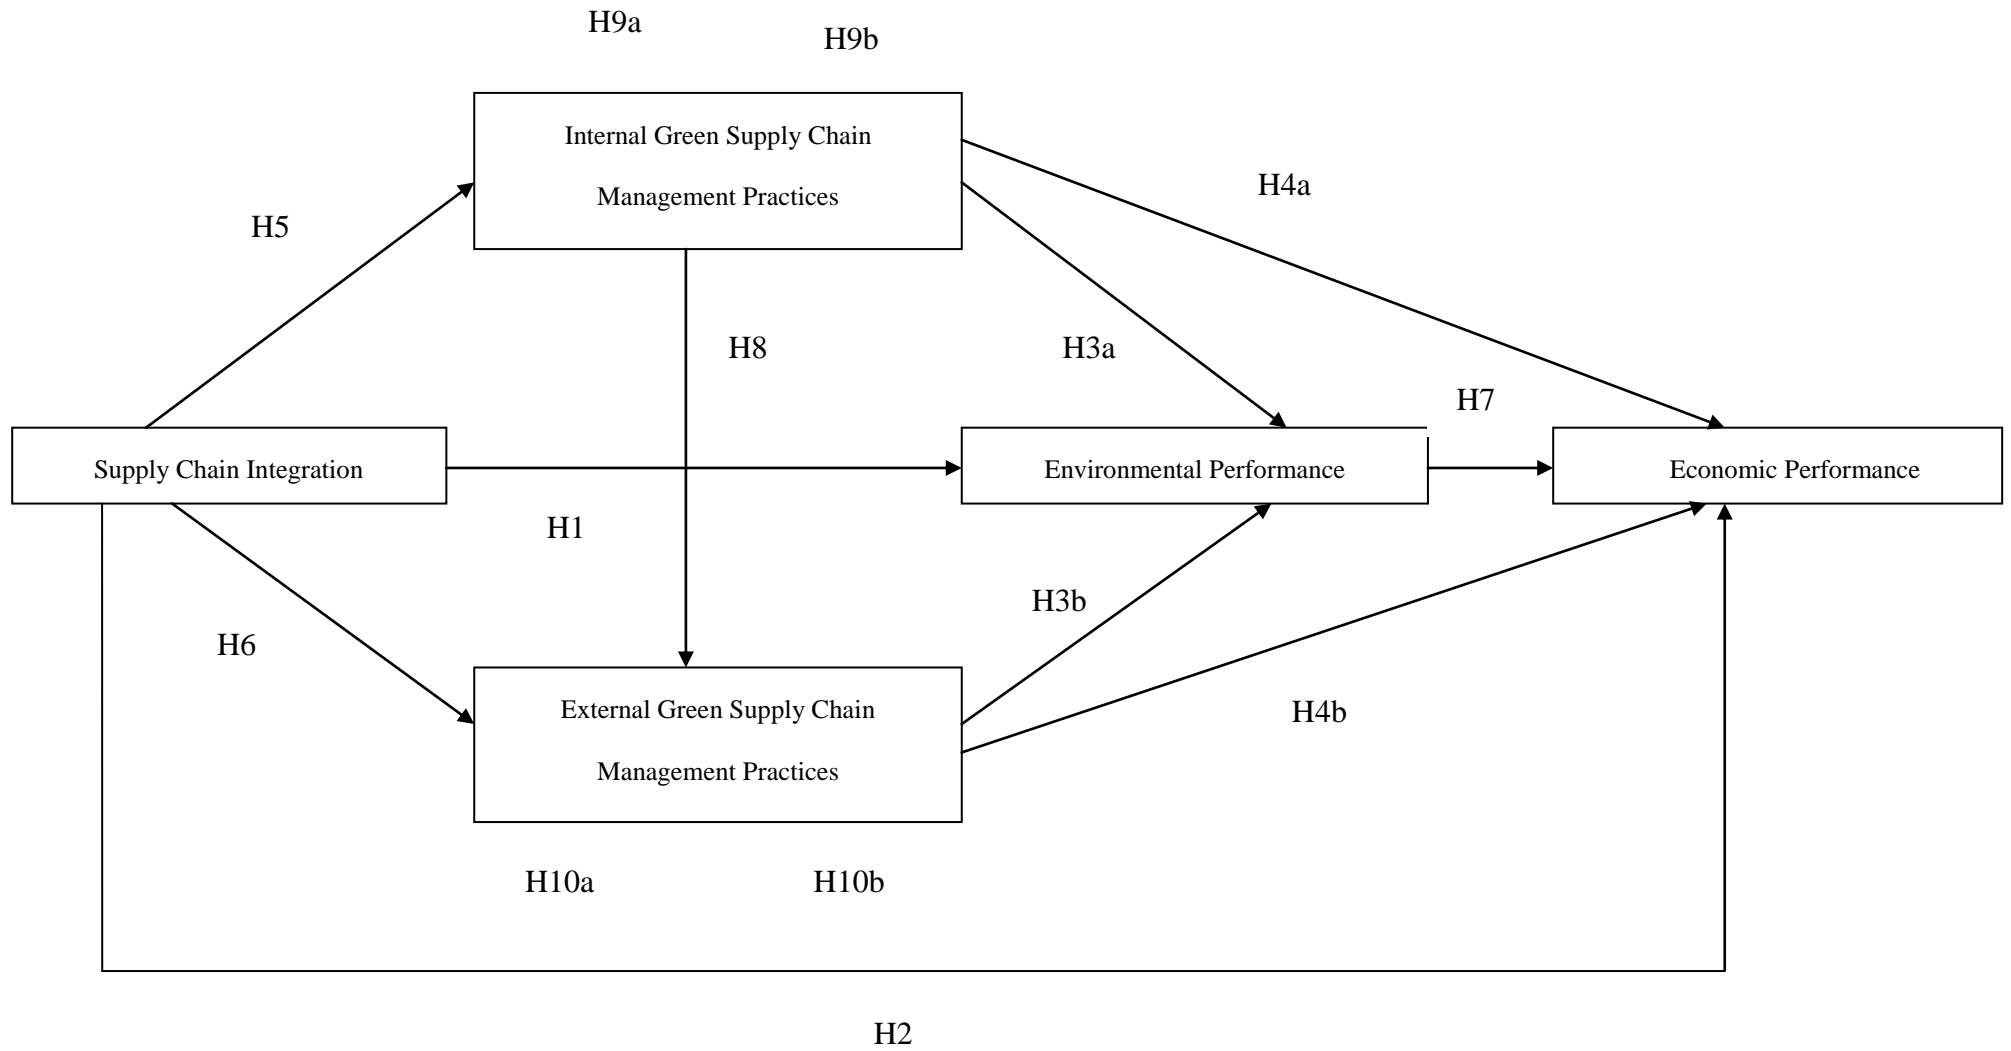 H9a
H9b
Internal Green Supply Chain
Management Practices
H4a
H5
H8
H3a
H7
Supply Chain Integration
Environmental Performance
Economic Performance
H1
H3b
H6
External Green Supply Chain
Management Practices
H4b
H10a
H10b
H2